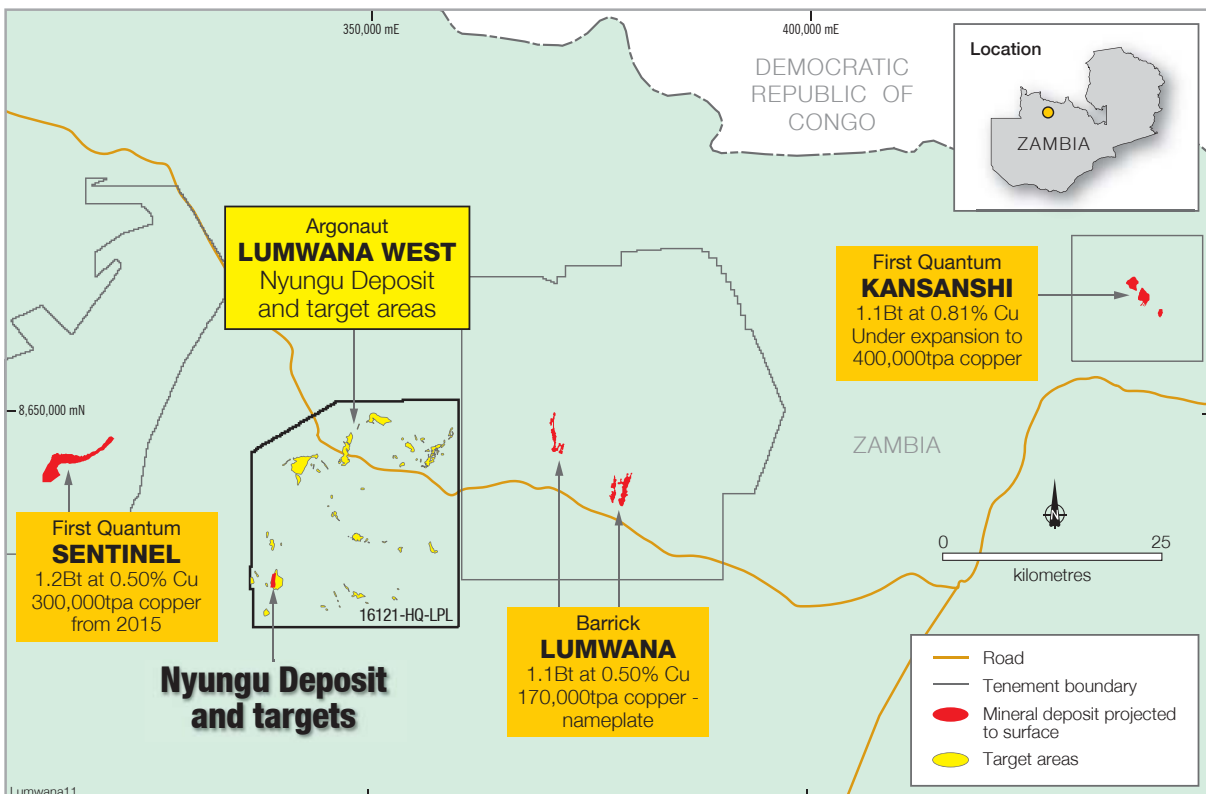 350,000 mE
400,000 mE
DEMOCRATIC
REPUBLIC OF
CONGO
Location
ZAMBIA
Argonaut
LUMWANA WEST
Nyungu Deposit
and target areas
First Quantum
KANSANSHI
1.1Bt at 0.81% Cu
Under expansion to
400,000tpa copper
8,650,000 mN
ZAMBIA
First Quantum
SENTINEL
1.2Bt at 0.50% Cu
300,000tpa copper
from 2015
N
0
25
kilometres
16121-HQ-LPL
Barrick
LUMWANA
1.1Bt at 0.50% Cu
170,000tpa copper -
nameplate
Nyungu Deposit
and targets
Road
Tenement boundary
Mineral deposit projected
to surface
Target areas
Lumwana11